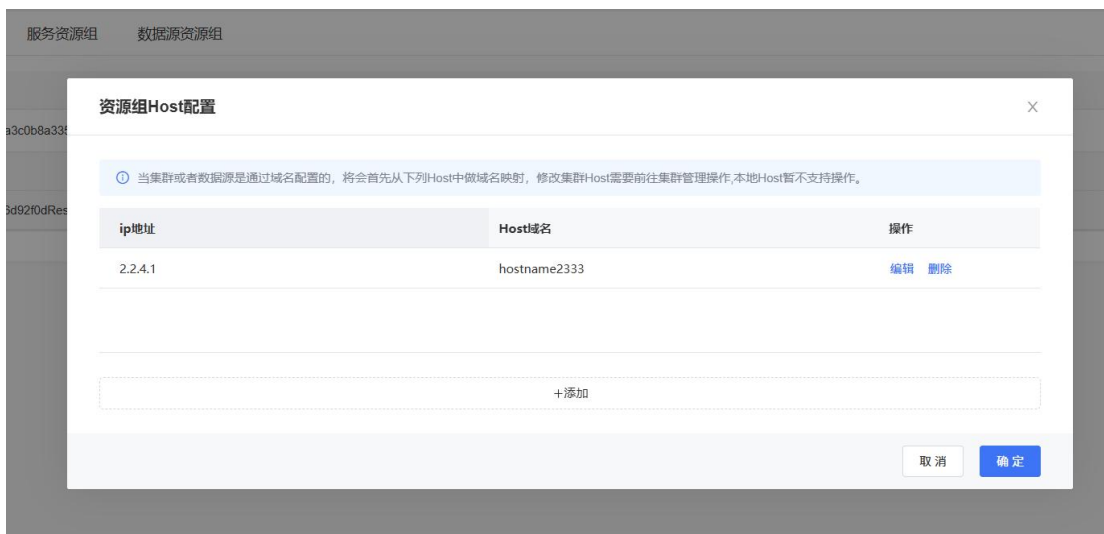 服务资源组 数据源资源组
资源组Host配置
a3c0b8a335
当集群或者数据源是通过域名配置的，将会首先从下列Host中做域名映射，修改集群Host需要前往集群管理操作,本地Host暂不支持操作。
6d92f0dRes
ip地址 Host域名 操作
2.2.4.1 hostname2333 编辑 删除
+添加
取消 确定